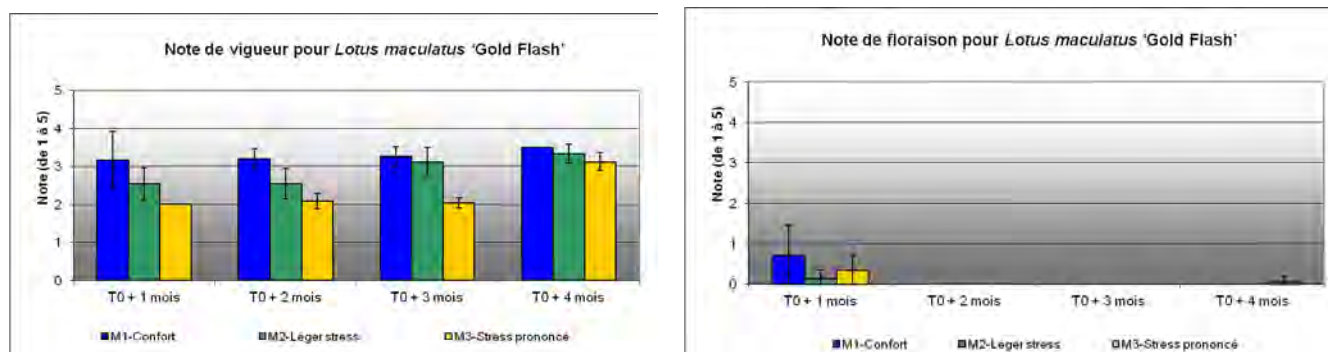 Note de vigueur pour Lotus maculatus 'Gold Flash'
Note (de 1 à 5)
5
4
3
2
1
0
T0 + 1 mois T0 + 2 mois T0 + 3 mois T0 + 4 mois
M1-Confort M2-Léger stress M3-Stress prononcé
Note de floraison pour Lotus maculatus 'Gold Flash'
Note (de 1 à 5)
5
4
3
2
1
0
T0 + 1 mois T0 + 2 mois T0 + 3 mois T0 + 4 mois
M1-Confort M2-Léger stress M3-Stress prononcé